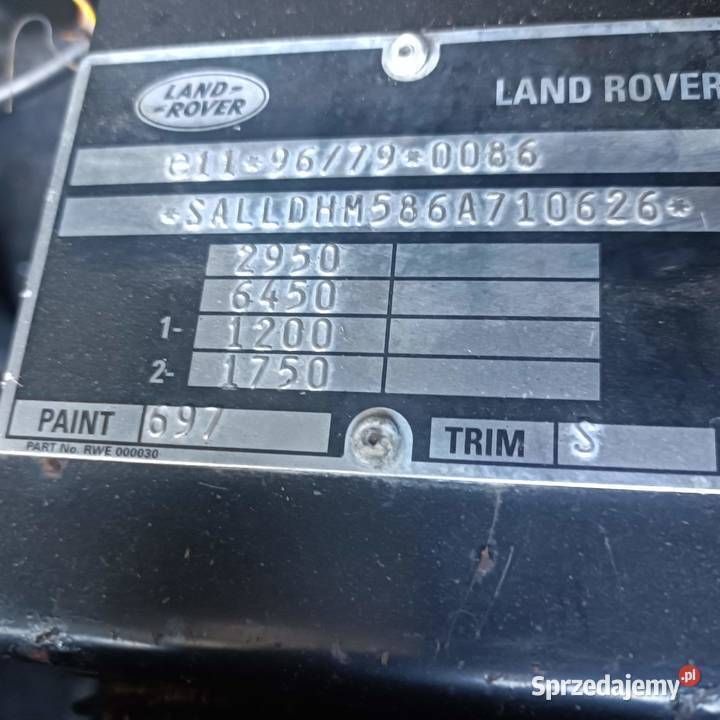 LAND-
-ROVER
LAND ROVER
e11*96/79*0086
*SALLDHM586A710626*
2950
6450
1- 1200
2- 1750
PAINT 697
TRIM S
PART No. RWE 000030
Sprzedajemy.pl